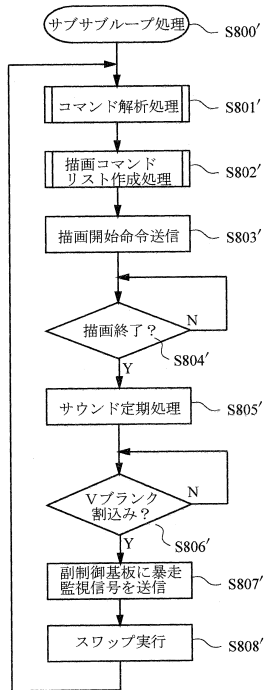 サブサブループ処理
S800′
コマンド解析処理
S801′
描画コマンド
リスト作成処理
S802′
描画開始命令送信
S803′
描画終了？
N
S804′
Y
サウンド定期処理
S805′
Vブランク
割込み？
N
S806′
Y
副制御基板に暴走
監視信号を送信
S807′
スワップ実行
S808′